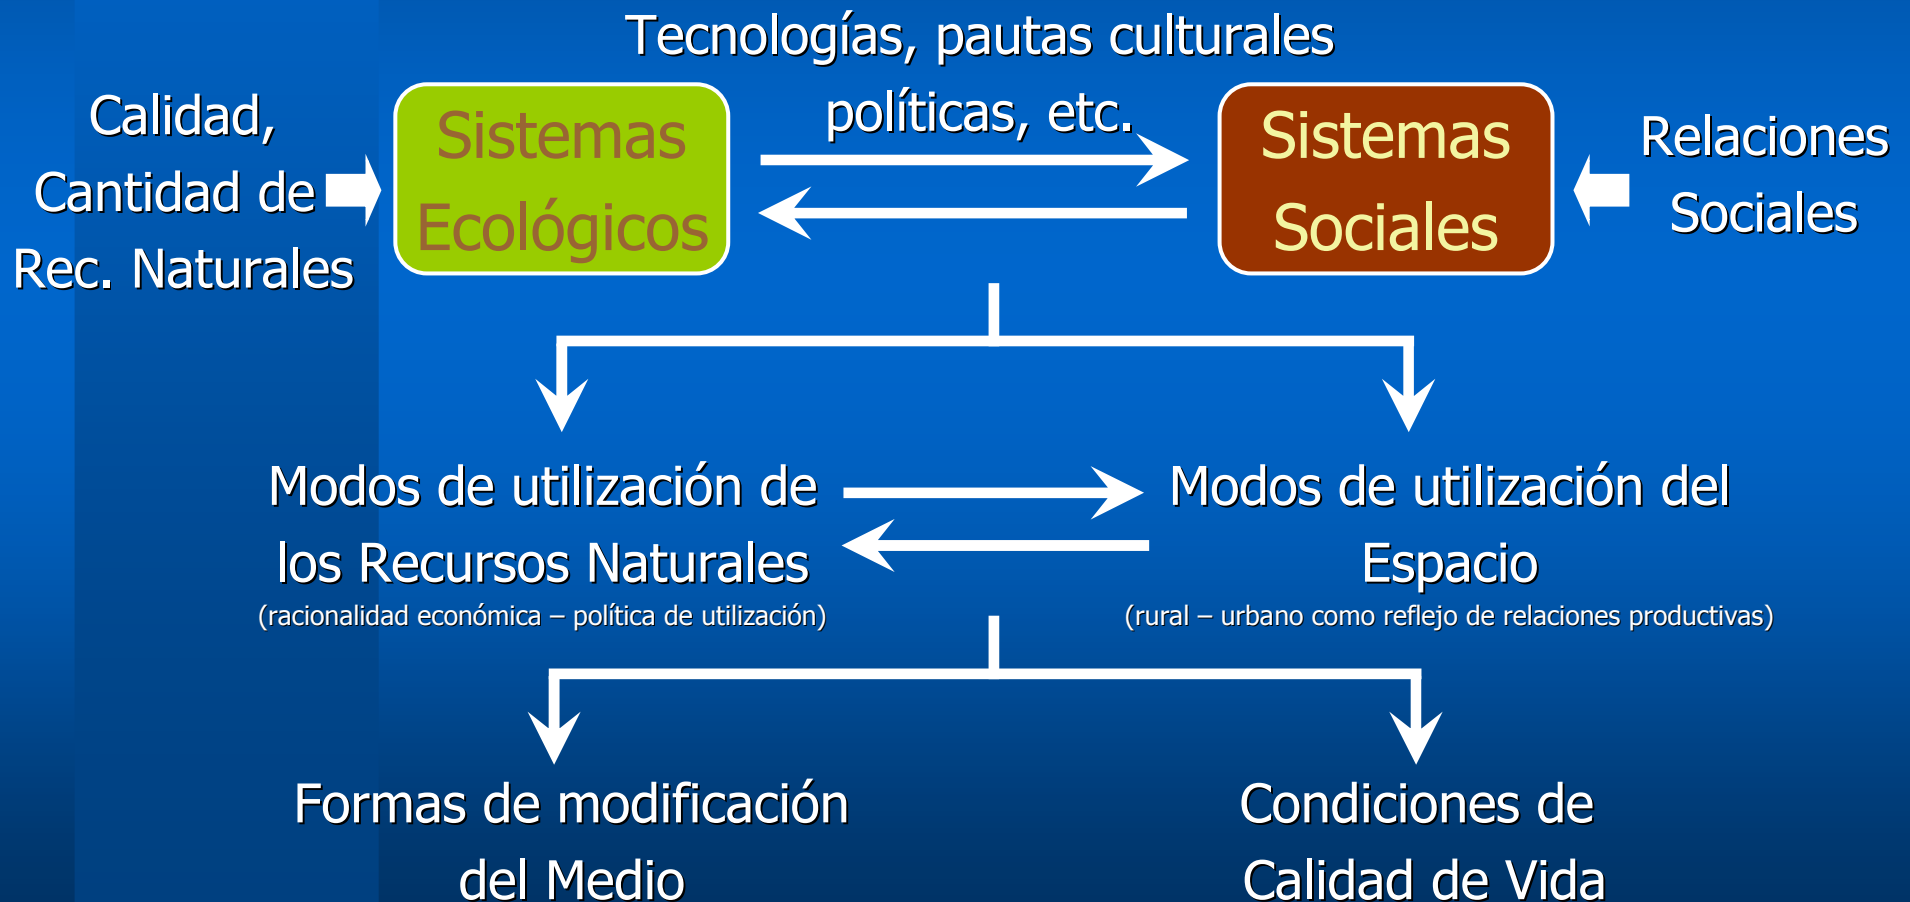 Tecnologías, pautas culturales
políticas, etc.
Calidad,
Cantidad de
Rec. Naturales
Sistemas
Ecológicos
Sistemas
Sociales
Relaciones
Sociales
Modos de utilización de
los Recursos Naturales
(racionalidad económica – política de utilización)
Modos de utilización del
Espacio
(rural – urbano como reflejo de relaciones productivas)
Formas de modificación
del Medio
Condiciones de
Calidad de Vida